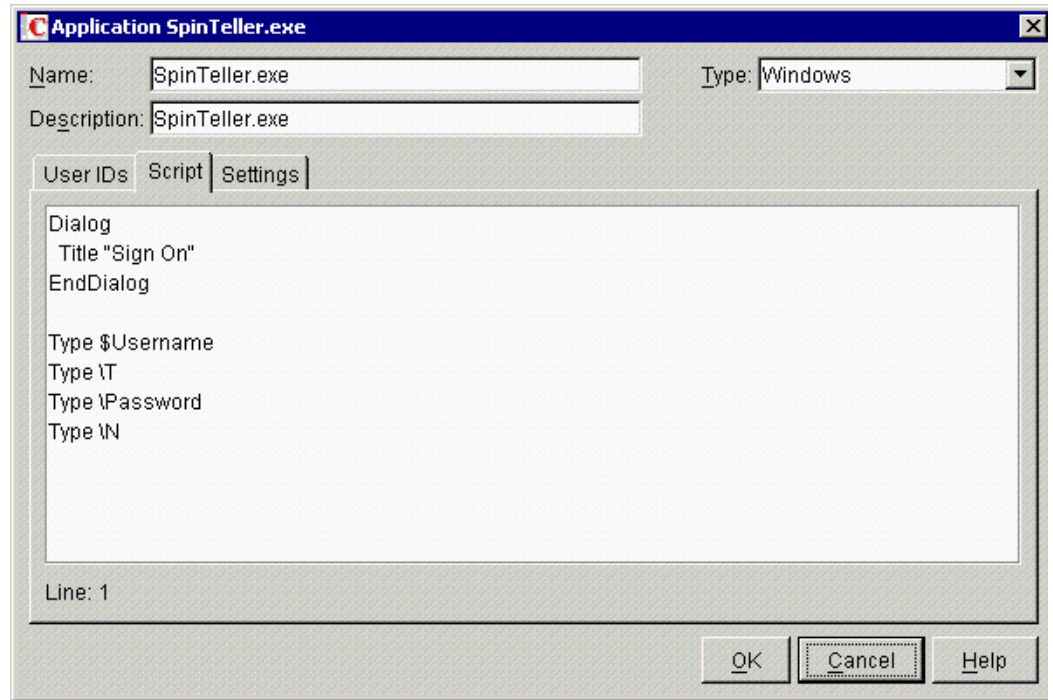 Application SpinTeller.exe
Name: SpinTeller.exe Type: Windows
Description: SpinTeller.exe
User IDs Script Settings
Dialog
Title "Sign On"
EndDialog
Type $Username
Type \T
Type \Password
Type \N
Line: 1
OK Cancel Help